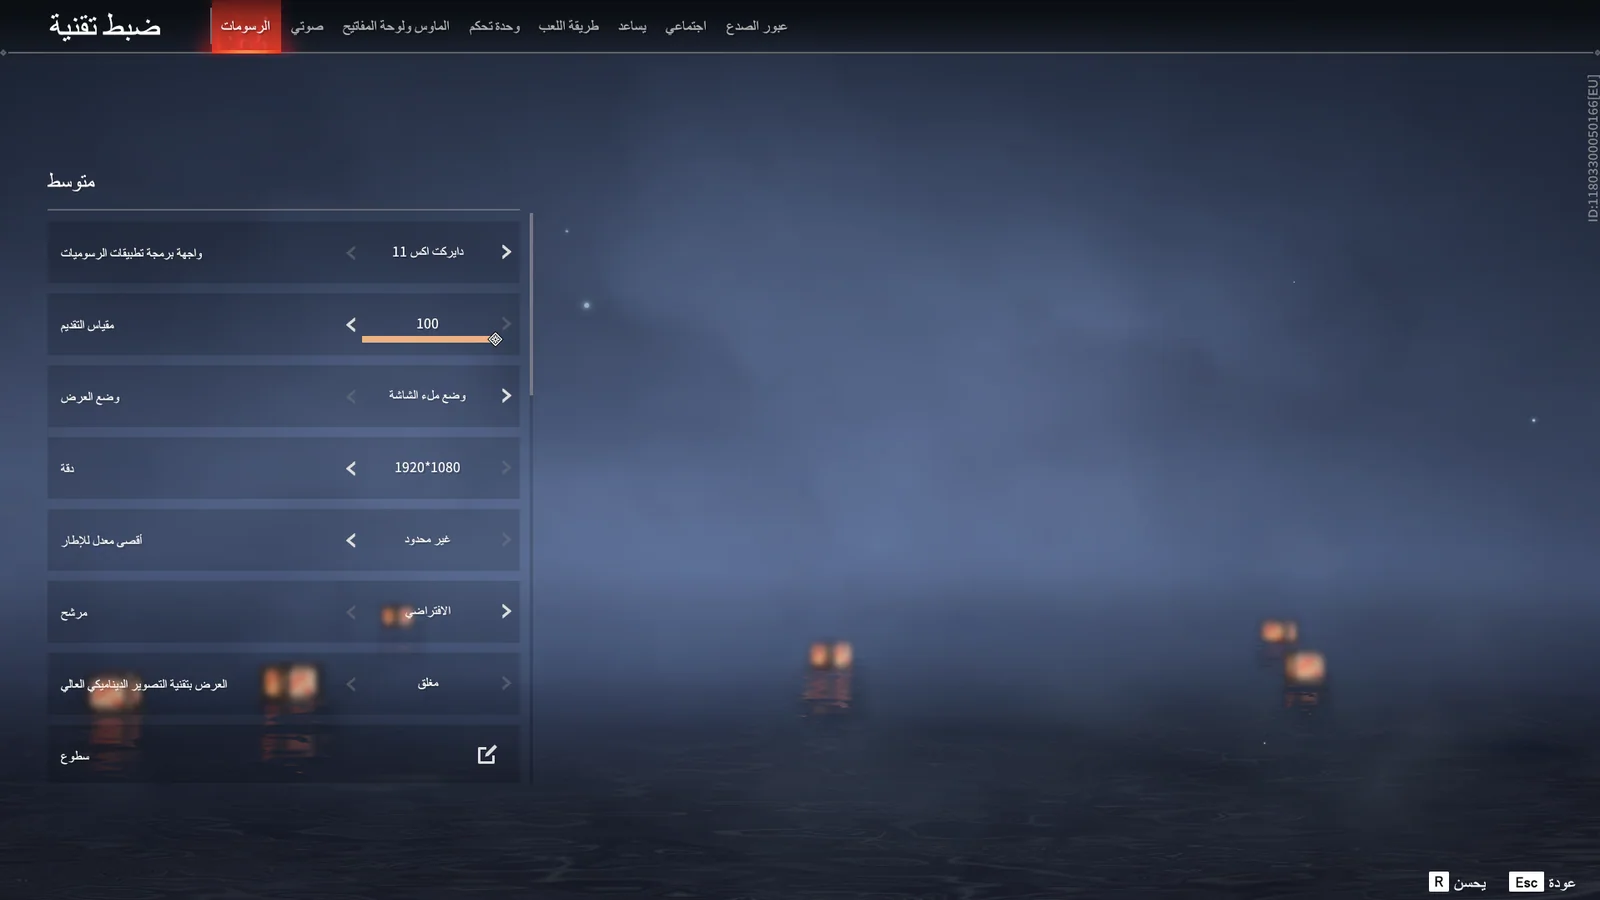 ضبط تقنية
الرسومات
صوتي
الماوس ولوحة المفاتيح
وحدة تحكم
طريقة اللعب
يساعد
اجتماعي
عبور الصدع
ID:118033000050166[EU]
متوسط
واجهة برمجة تطبيقات الرسوميات
دايركت اكس 11
مقياس التقديم
100
وضع العرض
وضع ملء الشاشة
دقة
1920*1080
أقصى معدل للإطار
غير محدود
مرشح
الافتراضي
العرض بتقنية التصوير الديناميكي العالي
مغلق
سطوع
R يحسن
Esc عودة